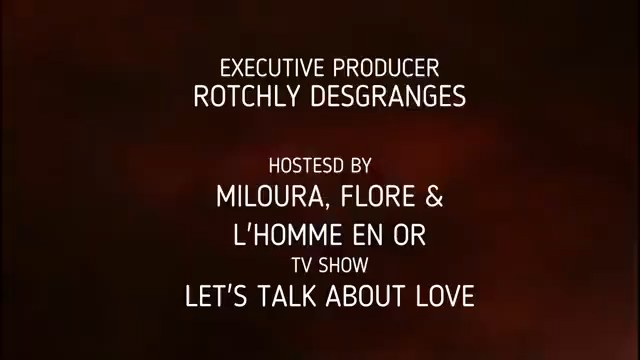 EXECUTIVE PRODUCER
ROTCHLY DESGRANGES
HOSTESD BY
MILOURA, FLORE &
L'HOMME EN OR
TV SHOW
LET'S TALK ABOUT LOVE